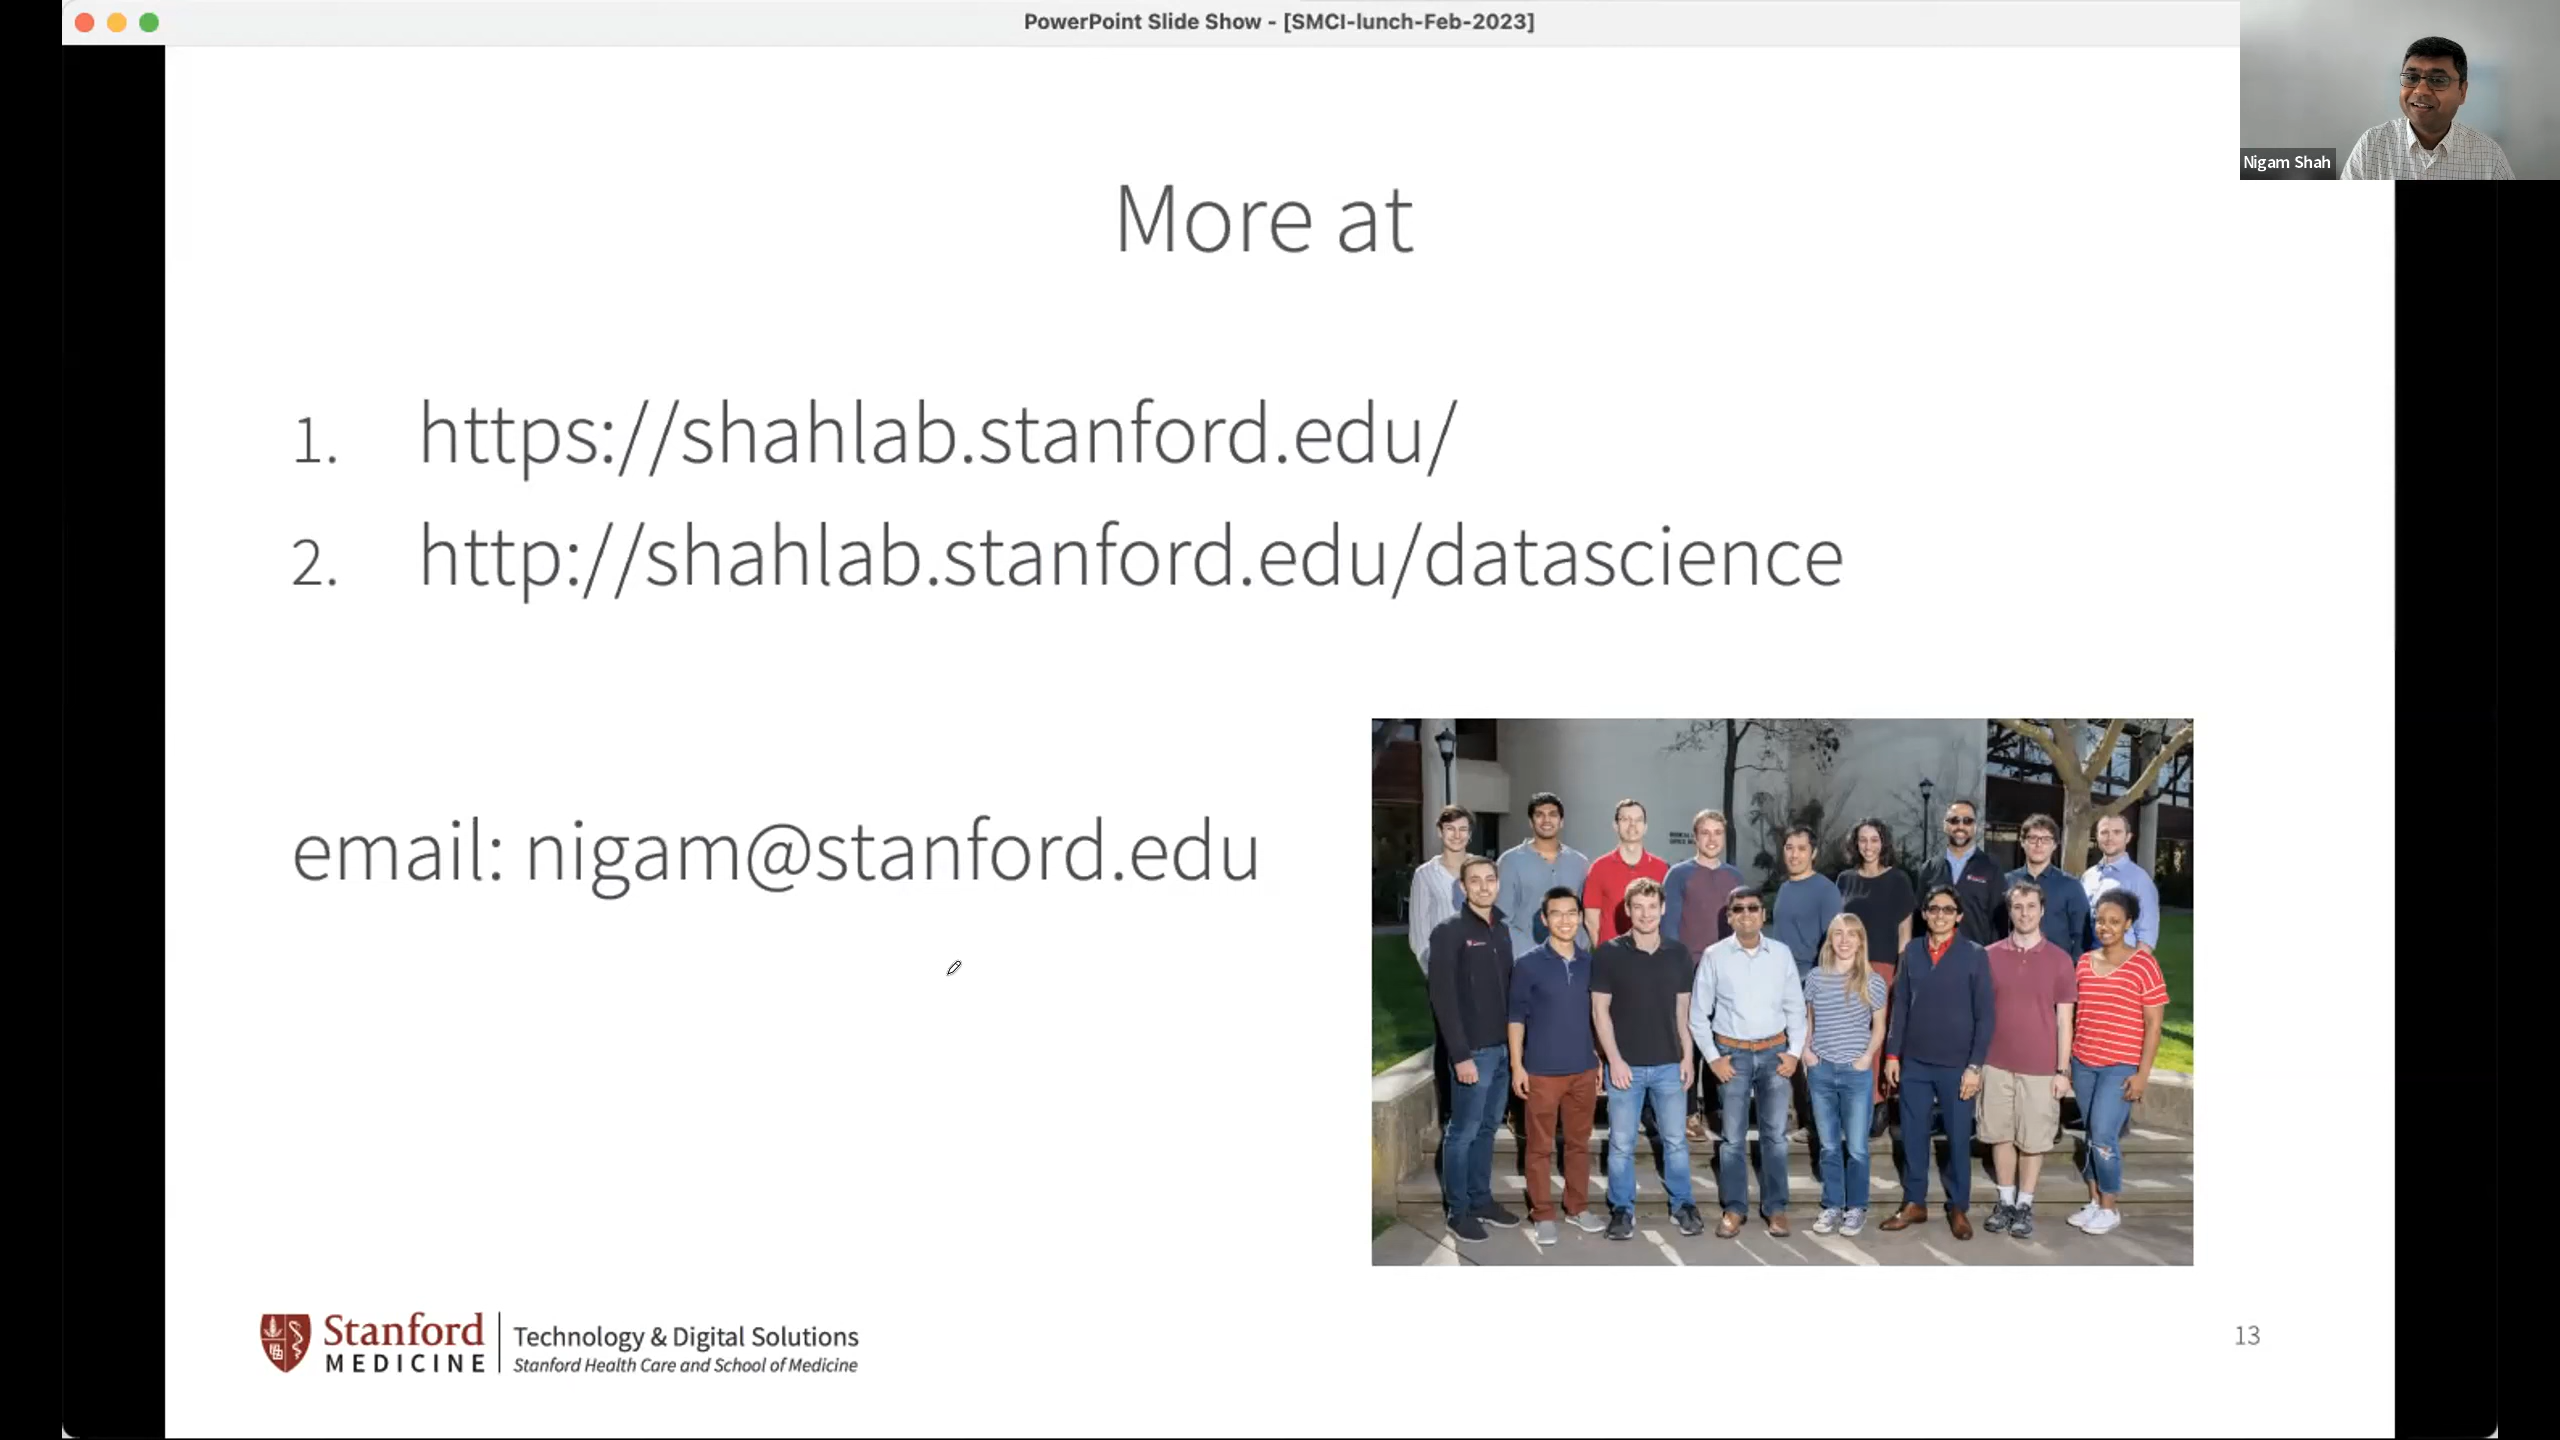 PowerPoint Slide Show - [SMCI-lunch-Feb-2023]
Nigam Shah
More at
1. https://shahlab.stanford.edu/
2. http://shahlab.stanford.edu/datascience
email: nigam@stanford.edu
Stanford
MEDICINE
Technology & Digital Solutions
Stanford Health Care and School of Medicine
13